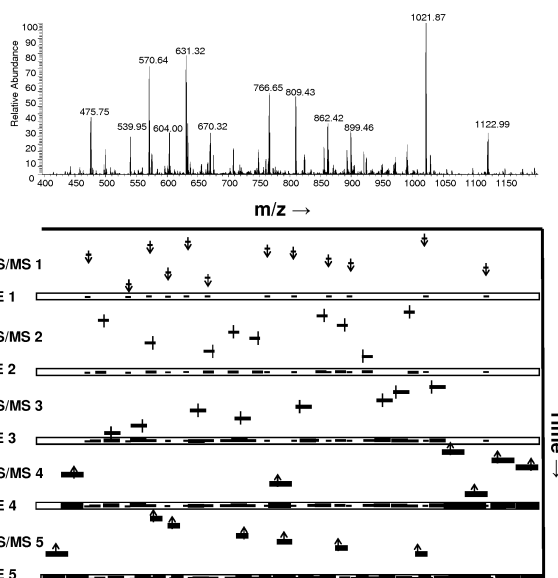 1021.87
631.32
570.64
766.65
809.43
475.75
862.42
539.95
604.00
670.32
899.46
1122.99
Relative Abundance
100
90
80
70
60
50
40
30
20
10
0
400 450 500 550 600 650 700 750 800 850 900 950 1000 1050 1100 1150
m/z →
S/MS 1
E 1
S/MS 2
E 2
S/MS 3
E 3
S/MS 4
E 4
S/MS 5
E 5